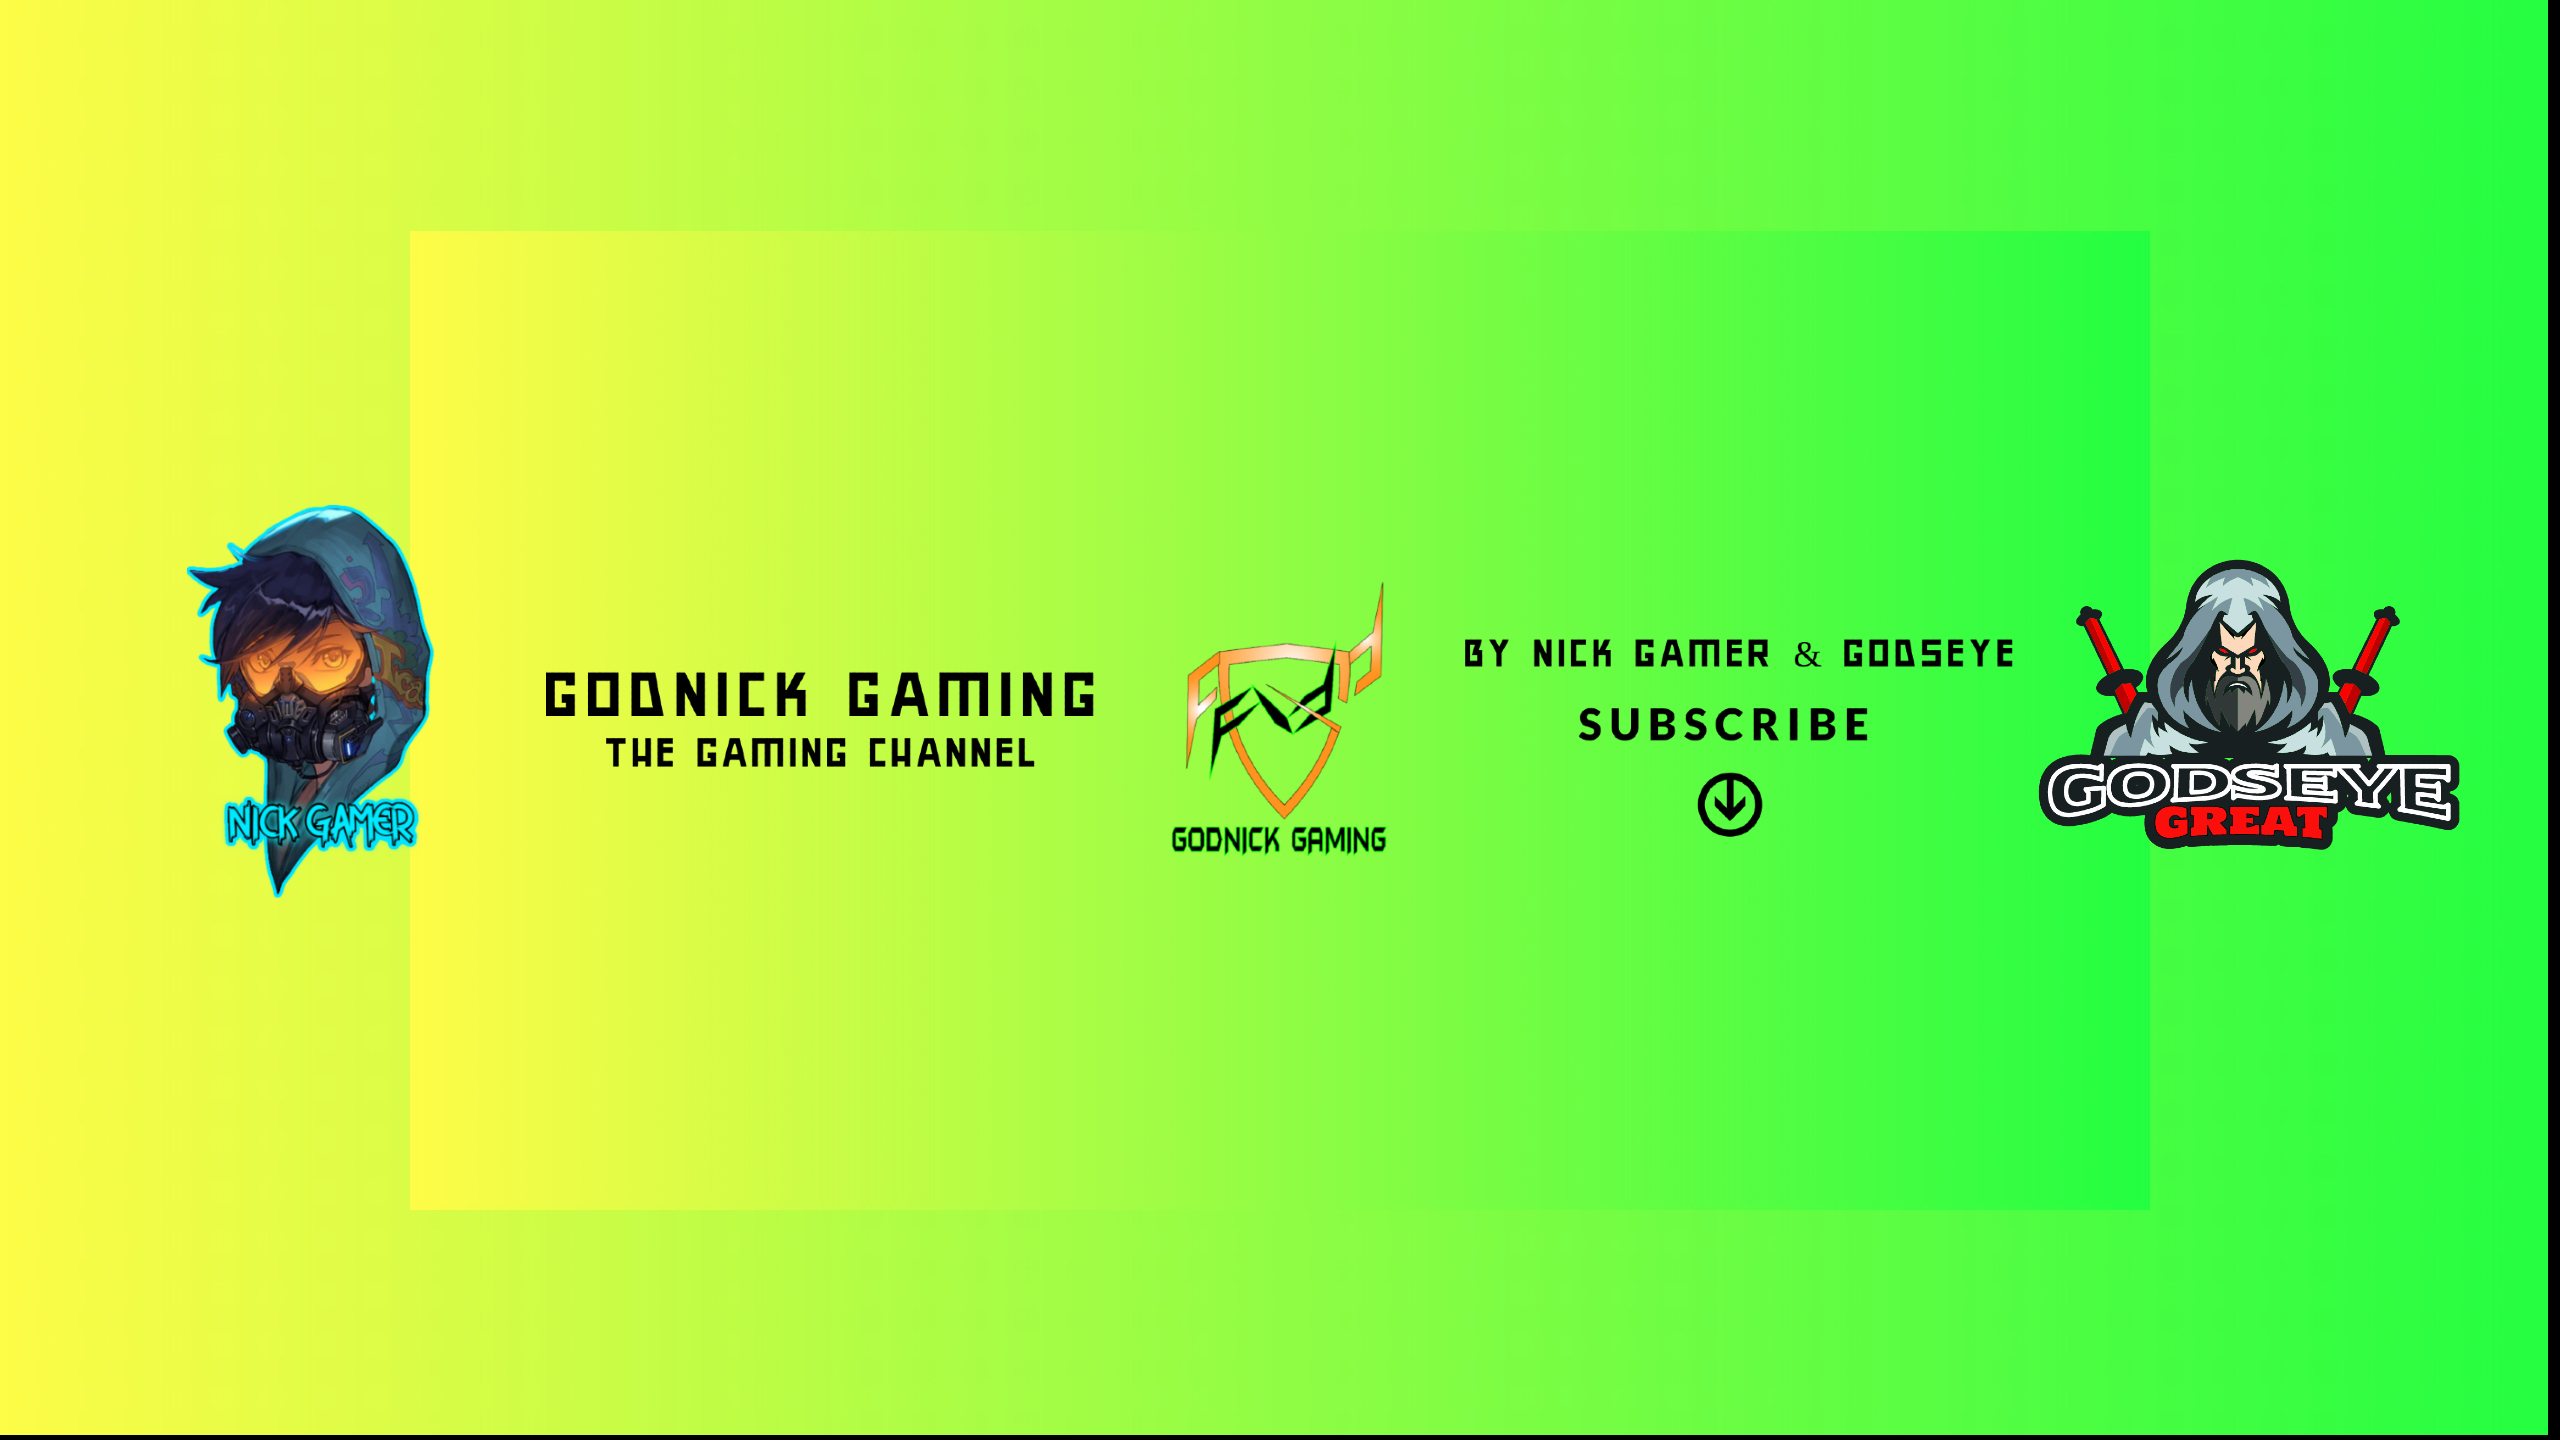 NICK GAMER
GODNICK GAMING
THE GAMING CHANNEL
GODNICK GAMING
BY NICK GAMER & GODSEYE
SUBSCRIBE
GODSEYE
GREAT